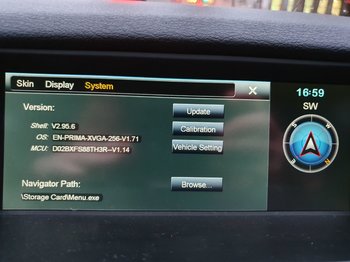 Skin Display System X
16:59
SW
Version:
Update
Shell: V2.95.6
Calibration
OS: EN-PRIMA-XVGA-256-V1.71
MCU: D02BXFS88TH3R--V1.14
Vehicle Setting
N
Navigator Path:
Browse...
\Storage Card\Menu.exe